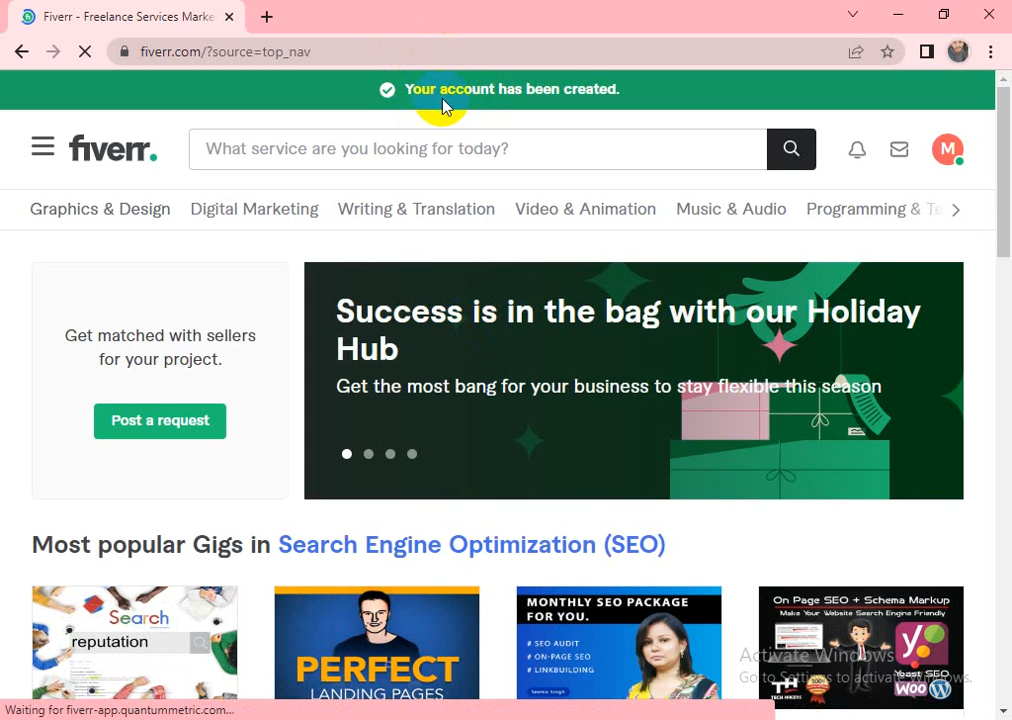 Fiverr - Freelance Services Marke
fiverr.com/?source=top_nav
Your account has been created.
fiverr.
What service are you looking for today?
M
Graphics & Design Digital Marketing Writing & Translation Video & Animation Music & Audio Programming & Te
Get matched with sellers
for your project.
Post a request
Success is in the bag with our Holiday
Hub
Get the most bang for your business to stay flexible this season
Most popular Gigs in Search Engine Optimization (SEO)
Search
reputation
PERFECT
LANDING PAGES
MONTHLY SEO PACKAGE
FOR YOU.
# SEO AUDIT
# ON-PAGE SEO
# LINKBUILDING
Seema Singh
On Page SEO + Schema Markup
Make Your Website Search Engine Friendly
Yoast SEO
TECH
HIKERS
WOO
Activate Windows
Go to Settings to activate Windows.
Waiting for fiverr-app.quantummetric.com...